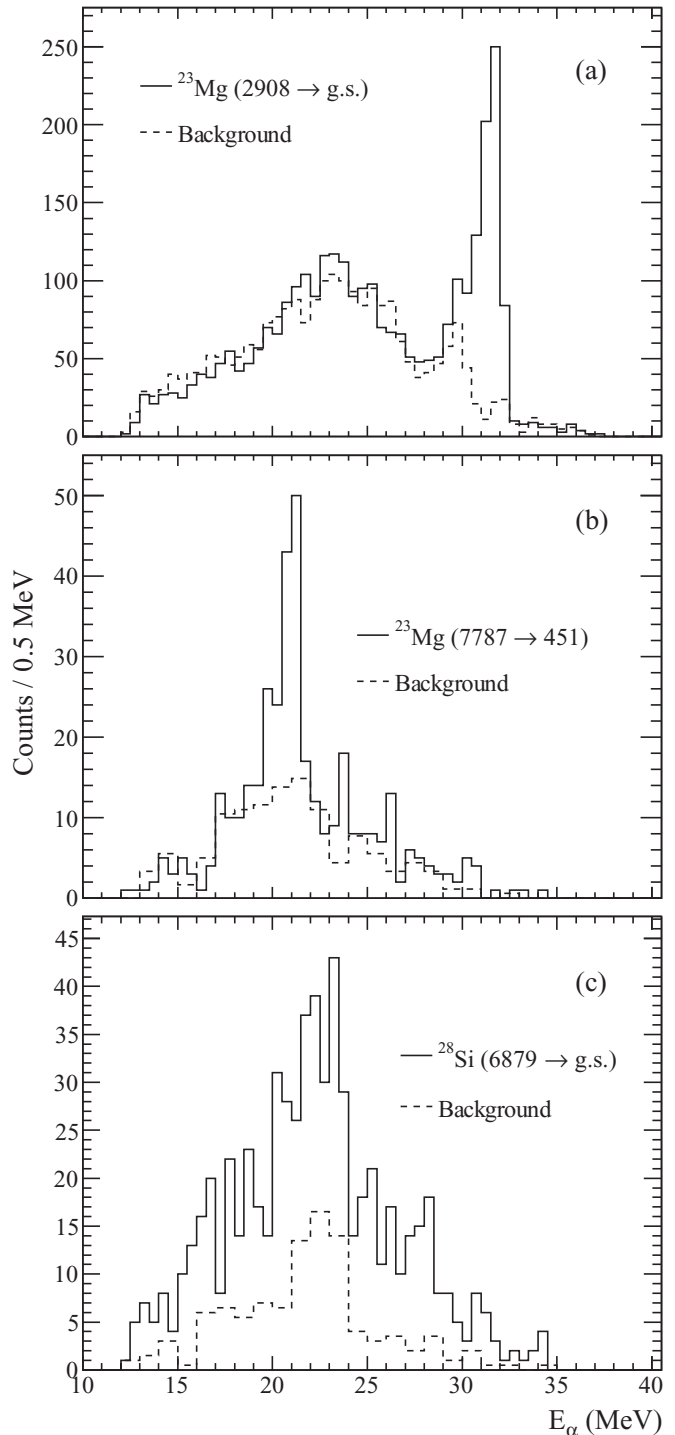 250
200
150
100
50
0
(a)
²³Mg (2908 → g.s.)
Background
50
40
30
20
10
0
(b)
²³Mg (7787 → 451)
Background
Counts / 0.5 MeV
45
40
35
30
25
20
15
10
5
0
(c)
²⁸Si (6879 → g.s.)
Background
10 15 20 25 30 35 40
E_α (MeV)